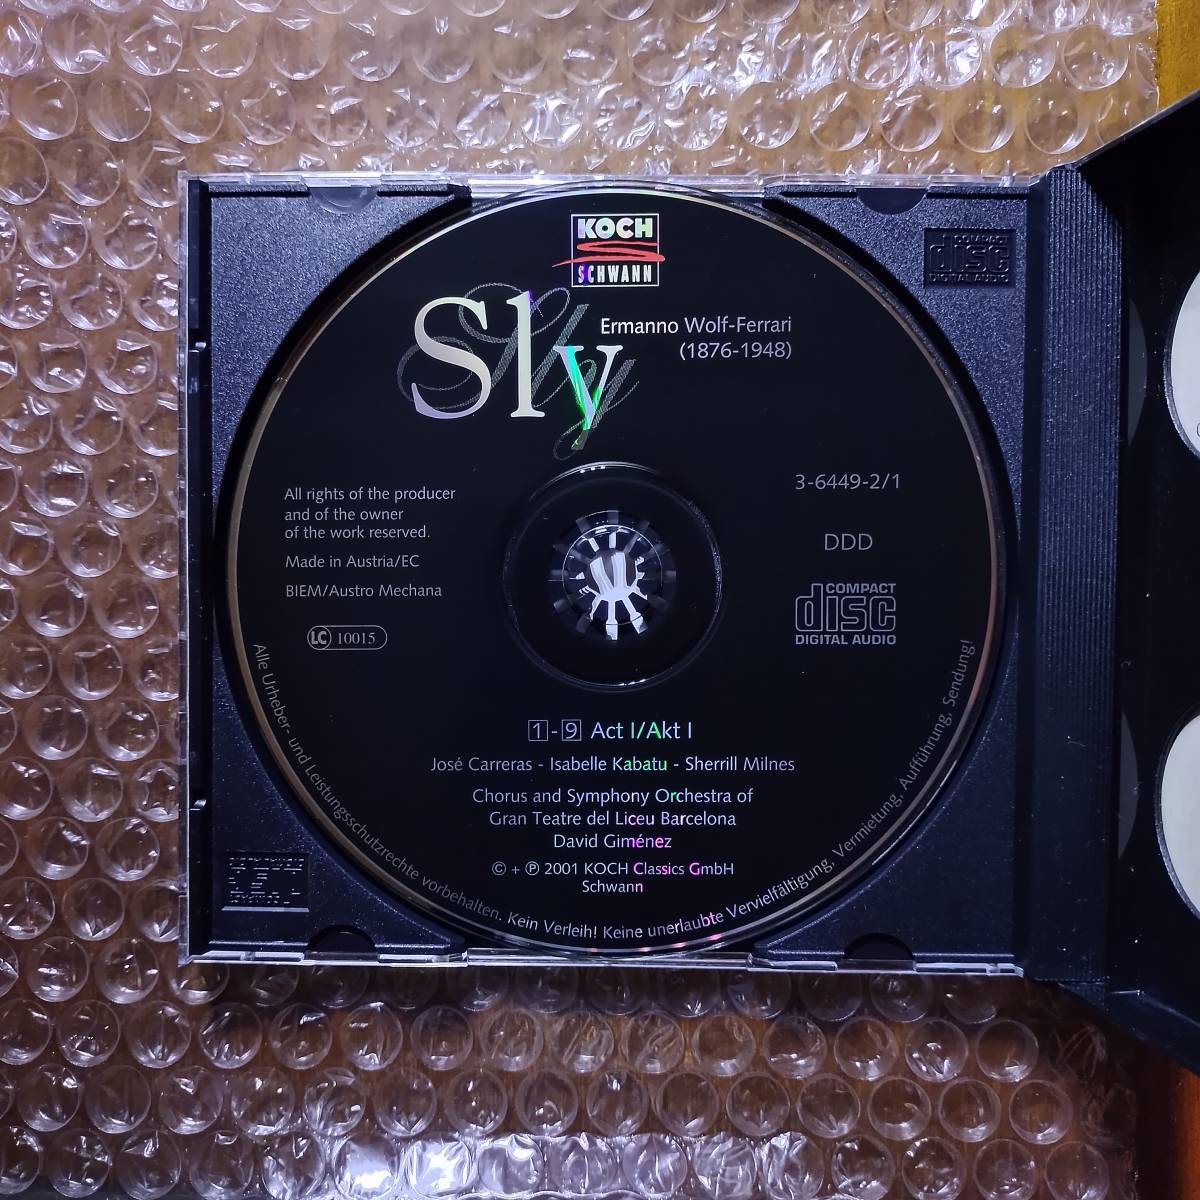 KOCH
SCHWANN
Sly
Ermanno Wolf-Ferrari
(1876-1948)
COMPACT
disc
DIGITAL AUDIO
All rights of the producer
and of the owner
of the work reserved.
Made in Austria/EC
BIEM/Austro Mechana
LC 10015
3-6449-2/1
DDD
COMPACT
disc
DIGITAL AUDIO
1 - 9 Act I/Akt I
José Carreras - Isabelle Kabatu - Sherrill Milnes
Chorus and Symphony Orchestra of
Gran Teatre del Liceu Barcelona
David Giménez
© + ℗ 2001 KOCH Classics GmbH
Schwann
Alle Urheber- und Leistungsschutzrechte vorbehalten. Kein Verleih! Keine unerlaubte Vervielfältigung, Vermietung, Aufführung, Sendung!